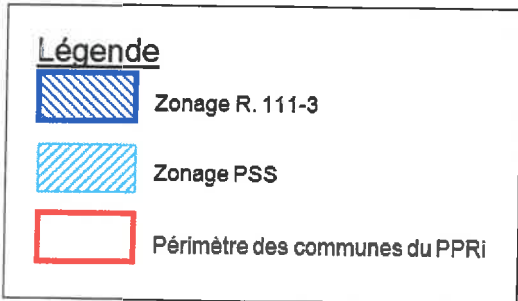 Légende
Zonage R. 111-3
Zonage PSS
Périmètre des communes du PPRi